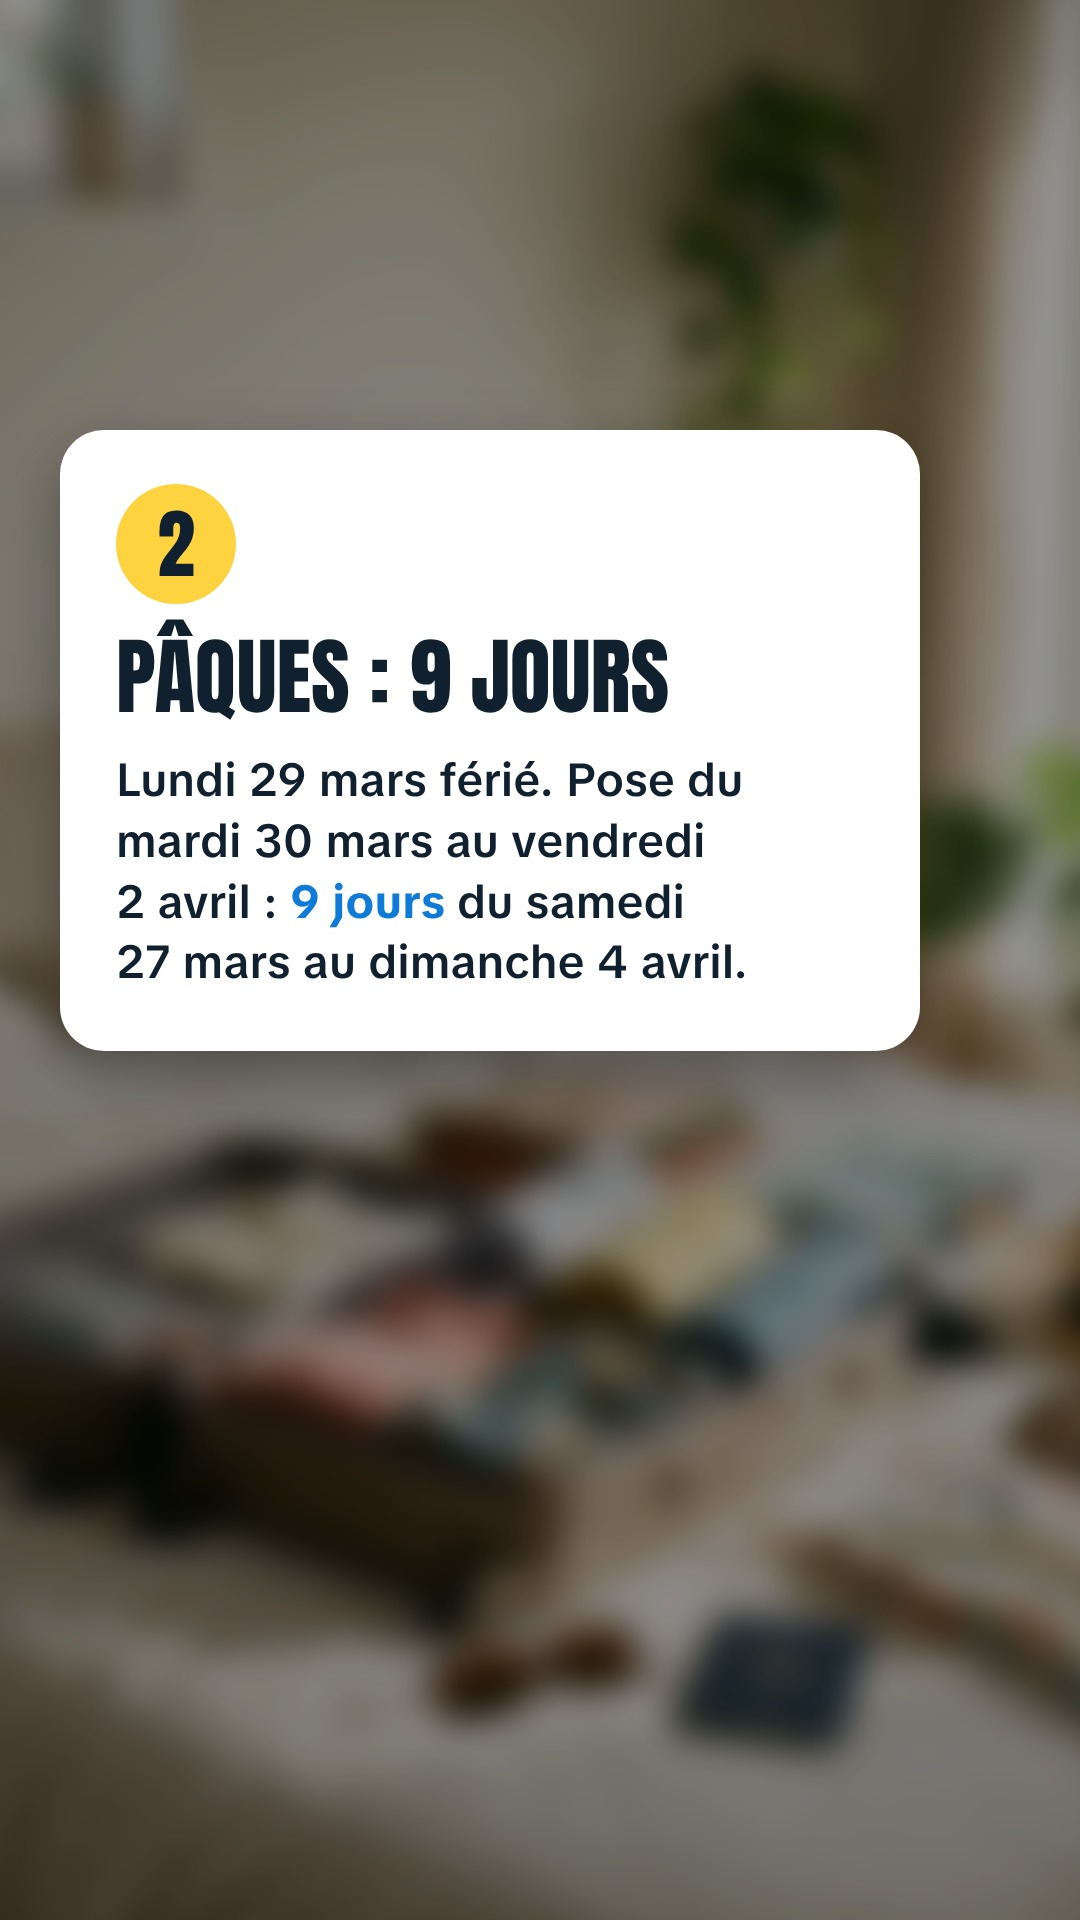 2
PÂQUES : 9 JOURS
Lundi 29 mars férié. Pose du
mardi 30 mars au vendredi
2 avril : 9 jours du samedi
27 mars au dimanche 4 avril.